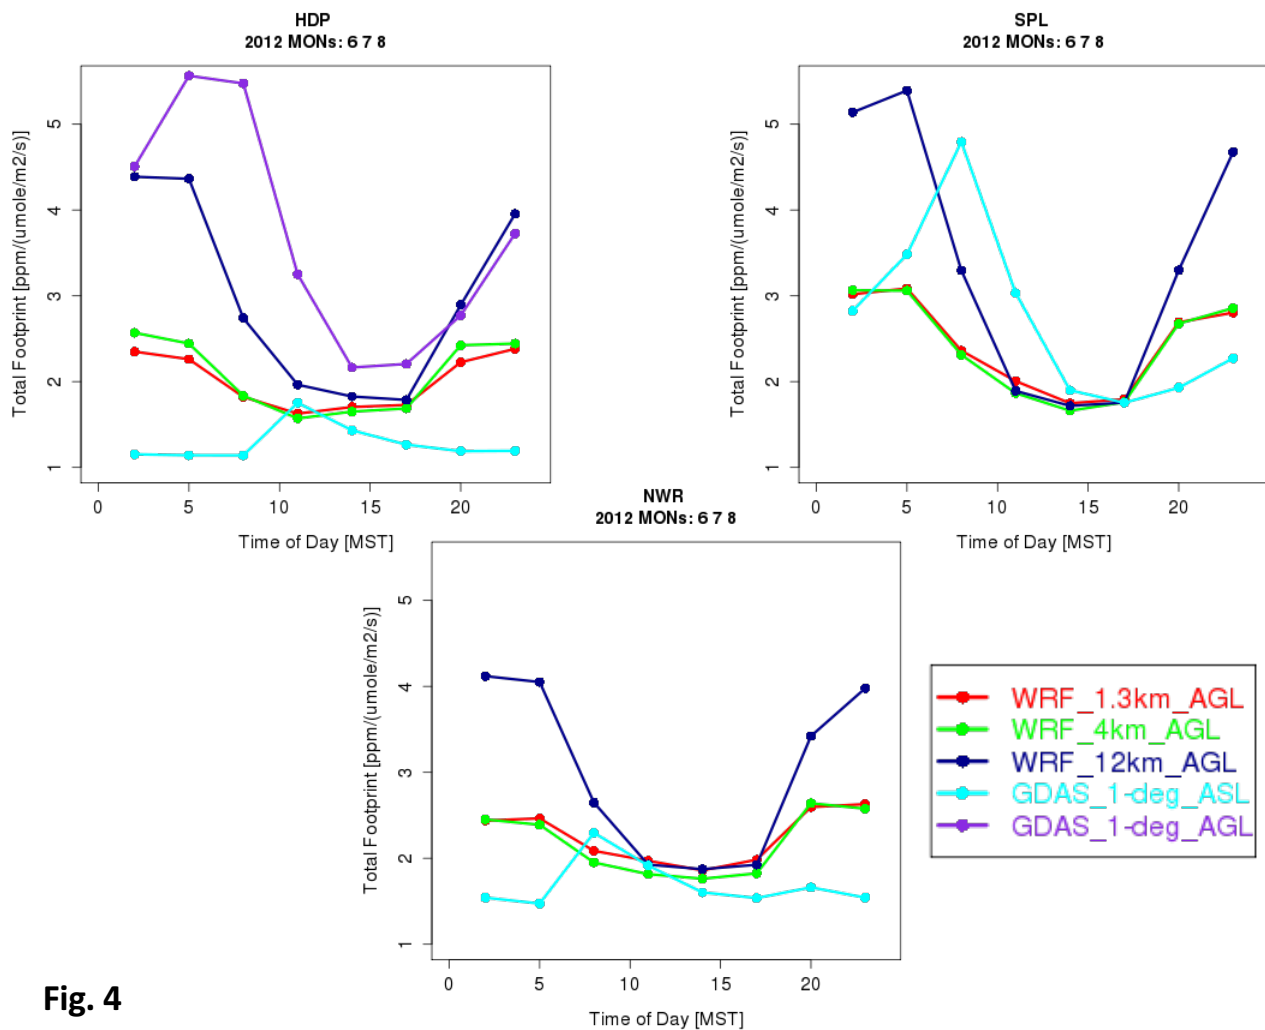 HDP
2012 MONs: 6 7 8
Total Footprint [ppm/(umole/m2/s)]
5
4
3
2
1
0 5 10 15 20
Time of Day [MST]
SPL
2012 MONs: 6 7 8
Total Footprint [ppm/(umole/m2/s)]
5
4
3
2
1
0 5 10 15 20
Time of Day [MST]
NWR
2012 MONs: 6 7 8
Total Footprint [ppm/(umole/m2/s)]
5
4
3
2
1
0 5 10 15 20
Time of Day [MST]
WRF_1.3km_AGL
WRF_4km_AGL
WRF_12km_AGL
GDAS_1-deg_ASL
GDAS_1-deg_AGL
Fig. 4